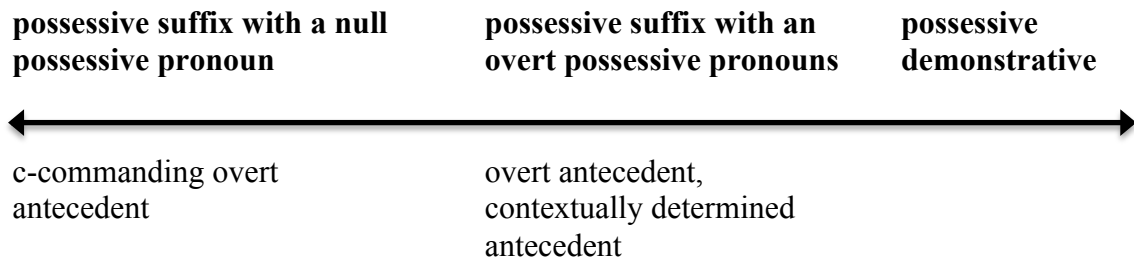 possessive suffix with a null
possessive pronoun
possessive suffix with an
overt possessive pronouns
possessive
demonstrative
c-commanding overt
antecedent
overt antecedent,
contextually determined
antecedent